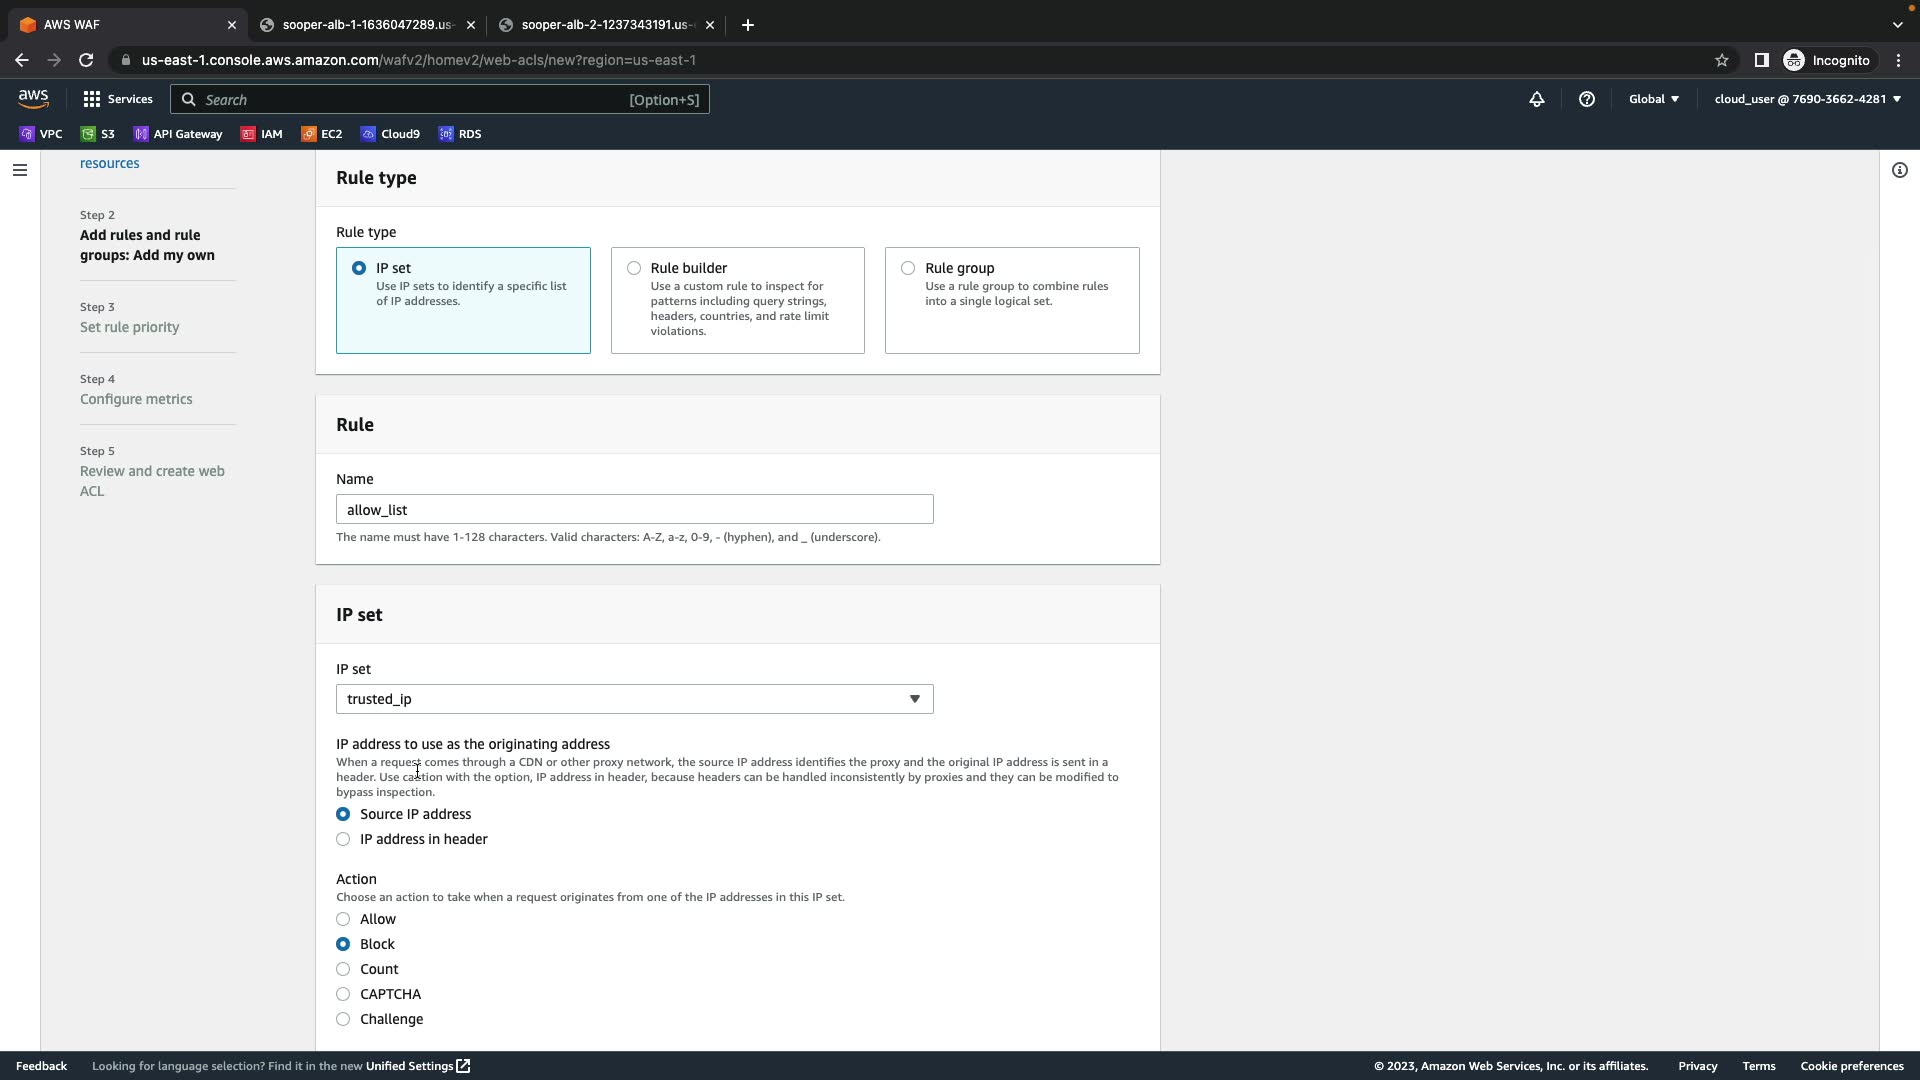 AWS WAF
sooper-alb-1-1636047289.us-
sooper-alb-2-1237343191.us-
us-east-1.console.aws.amazon.com/wafv2/homev2/web-acls/new?region=us-east-1
Incognito
aws
Services
Search
[Option+S]
Global
cloud_user @ 7690-3662-4281
VPC
S3
API Gateway
IAM
EC2
Cloud9
RDS
resources
Step 2
Add rules and rule
groups: Add my own
Step 3
Set rule priority
Step 4
Configure metrics
Step 5
Review and create web
ACL
Rule type
Rule type
IP set
Use IP sets to identify a specific list
of IP addresses.
Rule builder
Use a custom rule to inspect for
patterns including query strings,
headers, countries, and rate limit
violations.
Rule group
Use a rule group to combine rules
into a single logical set.
Rule
Name
allow_list
The name must have 1-128 characters. Valid characters: A-Z, a-z, 0-9, - (hyphen), and _ (underscore).
IP set
IP set
trusted_ip
IP address to use as the originating address
When a request comes through a CDN or other proxy network, the source IP address identifies the proxy and the original IP address is sent in a
header. Use caution with the option, IP address in header, because headers can be handled inconsistently by proxies and they can be modified to
bypass inspection.
Source IP address
IP address in header
Action
Choose an action to take when a request originates from one of the IP addresses in this IP set.
Allow
Block
Count
CAPTCHA
Challenge
Feedback
Looking for language selection? Find it in the new Unified Settings
© 2023, Amazon Web Services, Inc. or its affiliates.
Privacy
Terms
Cookie preferences